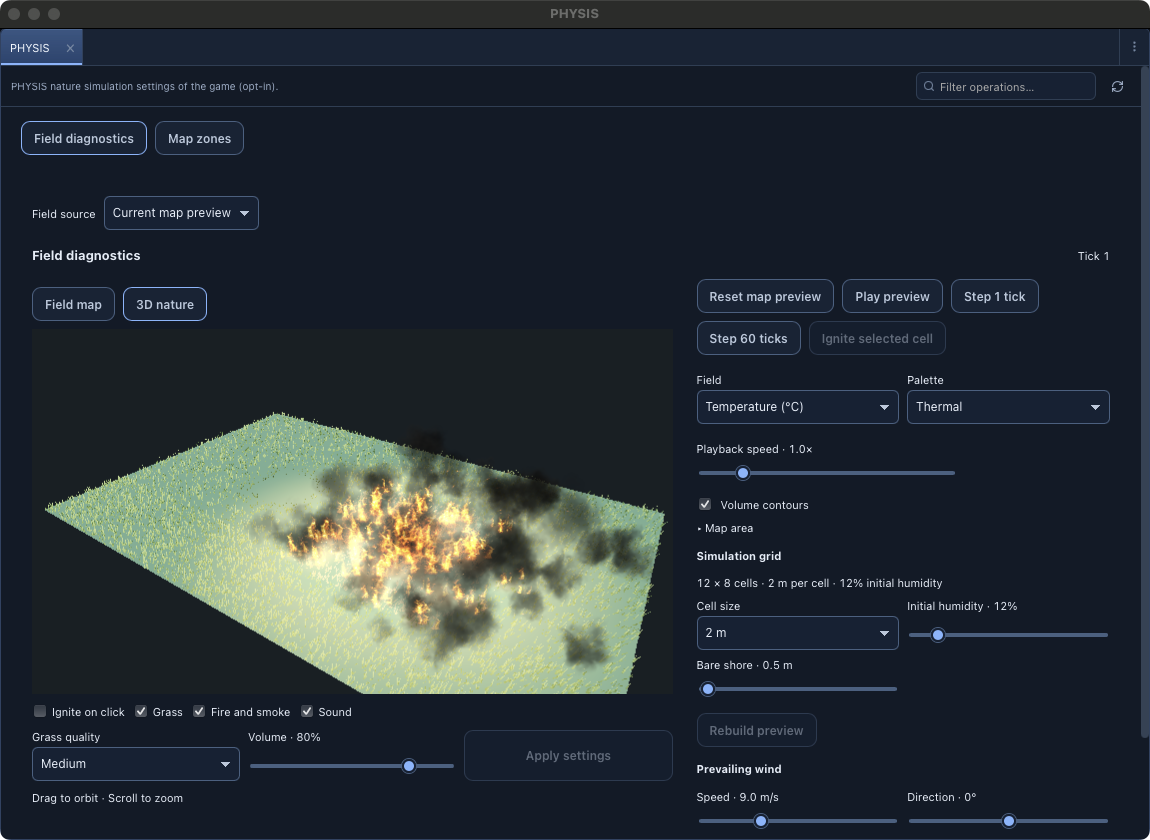 PHYSIS
PHYSIS
PHYSIS nature simulation settings of the game (opt-in).
Filter operations...
Field diagnostics
Map zones
Field source
Current map preview
Field diagnostics
Tick 1
Field map
3D nature
Reset map preview
Play preview
Step 1 tick
Step 60 ticks
Ignite selected cell
Field
Palette
Temperature (°C)
Thermal
Playback speed · 1.0×
Volume contours
Map area
Simulation grid
12 × 8 cells · 2 m per cell · 12% initial humidity
Cell size
Initial humidity · 12%
2 m
Bare shore · 0.5 m
Rebuild preview
Prevailing wind
Speed · 9.0 m/s
Direction · 0°
Ignite on click
Grass
Fire and smoke
Sound
Grass quality
Volume · 80%
Medium
Apply settings
Drag to orbit · Scroll to zoom